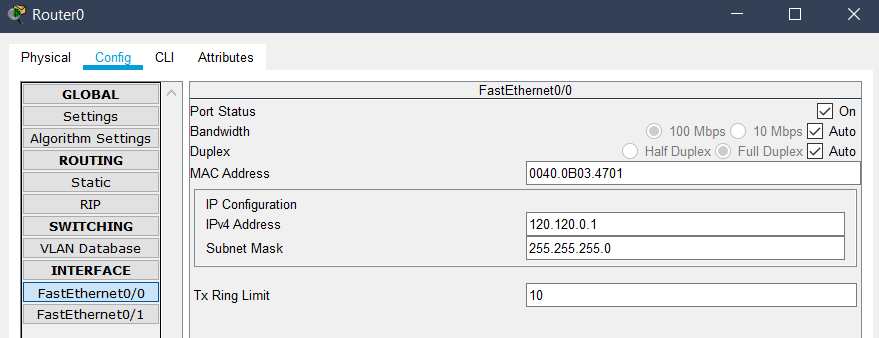 Router0
Physical Config CLI Attributes
GLOBAL
Settings
Algorithm Settings
ROUTING
Static
RIP
SWITCHING
VLAN Database
INTERFACE
FastEthernet0/0
FastEthernet0/1
FastEthernet0/0
Port Status On
Bandwidth 100 Mbps 10 Mbps Auto
Duplex Half Duplex Full Duplex Auto
MAC Address 0040.0B03.4701
IP Configuration
IPv4 Address 120.120.0.1
Subnet Mask 255.255.255.0
Tx Ring Limit 10